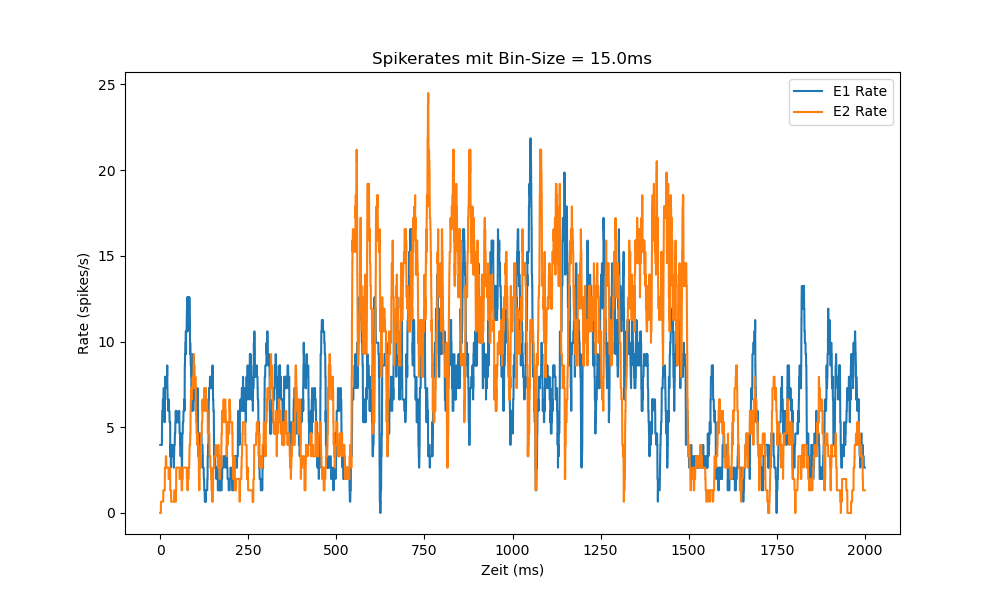 Spikerates mit Bin-Size = 15.0ms
E1 Rate
E2 Rate
25
20
15
10
5
0
Rate (spikes/s)
0 250 500 750 1000 1250 1500 1750 2000
Zeit (ms)